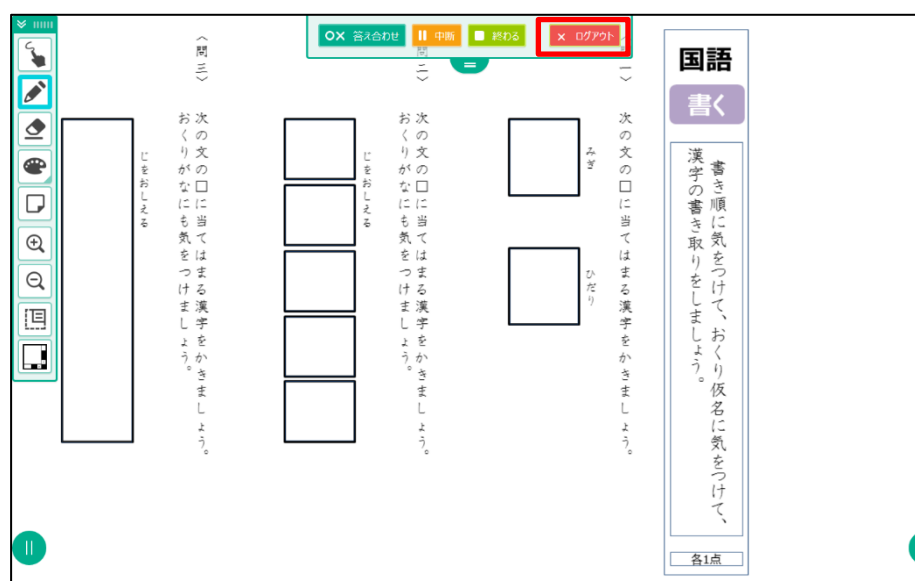 答え合わせ
中断
終わる
ログアウト
国語
書く
書き順に気をつけて、おくり仮名に気をつけて、
漢字の書き取りをしましょう。
各1点
次の文の□に当てはまる漢字をかきましょう。
みぎ
ひだり
〈問二〉
次の文の□に当てはまる漢字をかきましょう。
おくりがなにも気をつけましょう。
じをおしえる
〈問三〉
次の文の□に当てはまる漢字をかきましょう。
おくりがなにも気をつけましょう。
じをおしえる